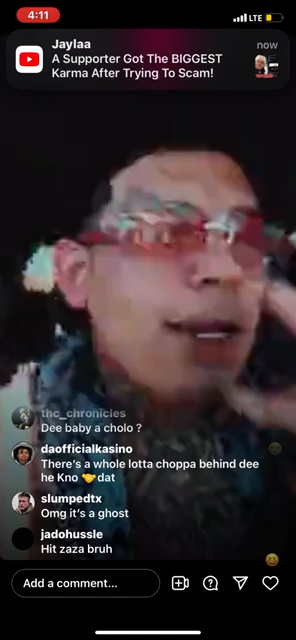 4:11
LTE
Jaylaa
now
A Supporter Got The BIGGEST
Karma After Trying To Scam!
thc_chronicles
Dee baby a cholo ?
daofficialkasino
There's a whole lotta choppa behind dee
he Kno 🤝dat
slumpedtx
Omg it's a ghost
jadohussle
Hit zaza bruh
Add a comment...